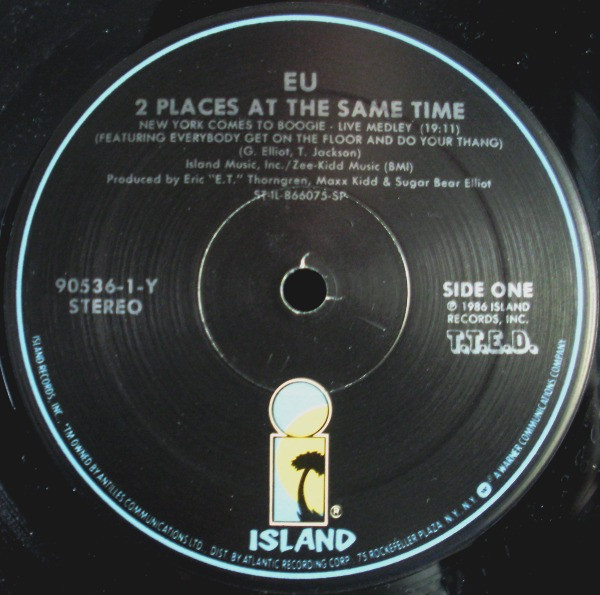 EU
2 PLACES AT THE SAME TIME
NEW YORK COMES TO BOOGIE - LIVE MEDLEY (19:11)
(FEATURING EVERYBODY GET ON THE FLOOR AND DO YOUR THANG)
(G. Elliot, T. Jackson)
Island Music, Inc./Zee-Kidd Music (BMI)
Produced by Eric "E.T." Thorngren, Maxx Kidd & Sugar Bear Elliot
ST-IL-866075-SP
90536-1-Y
STEREO
SIDE ONE
℗ 1986 ISLAND
RECORDS, INC.
T.T.E.D.
®
ISLAND
ISLAND RECORDS, INC. *TM OWNED BY ANTILLES COMMUNICATIONS LTD., DIST. BY ATLANTIC RECORDING CORP. 75 ROCKEFELLER PLAZA, N.Y., N.Y. A WARNER COMMUNICATIONS COMPANY